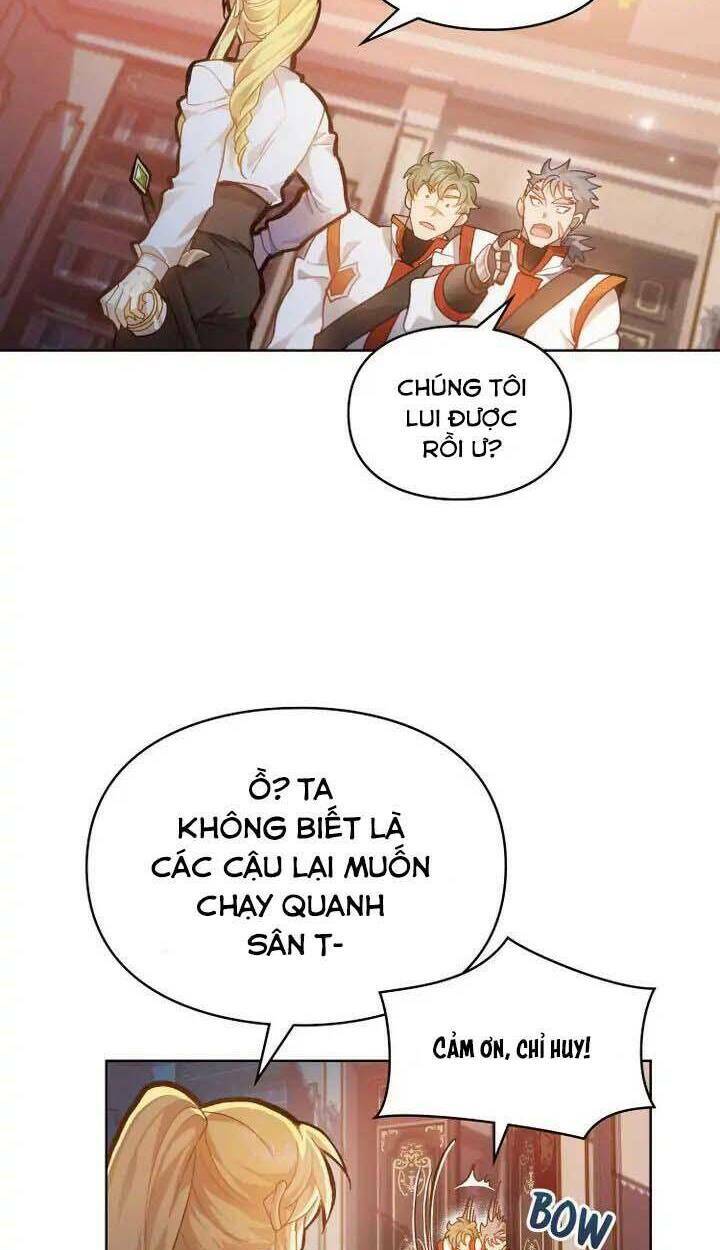 CHÚNG TÔI
LUI ĐƯỢC
RỒI Ư?
Ồ? TA
KHÔNG BIẾT LÀ
CÁC CẬU LẠI MUỐN
CHẠY QUANH
SÂN T-
CẢM ƠN, CHỈ HUY!
BOW